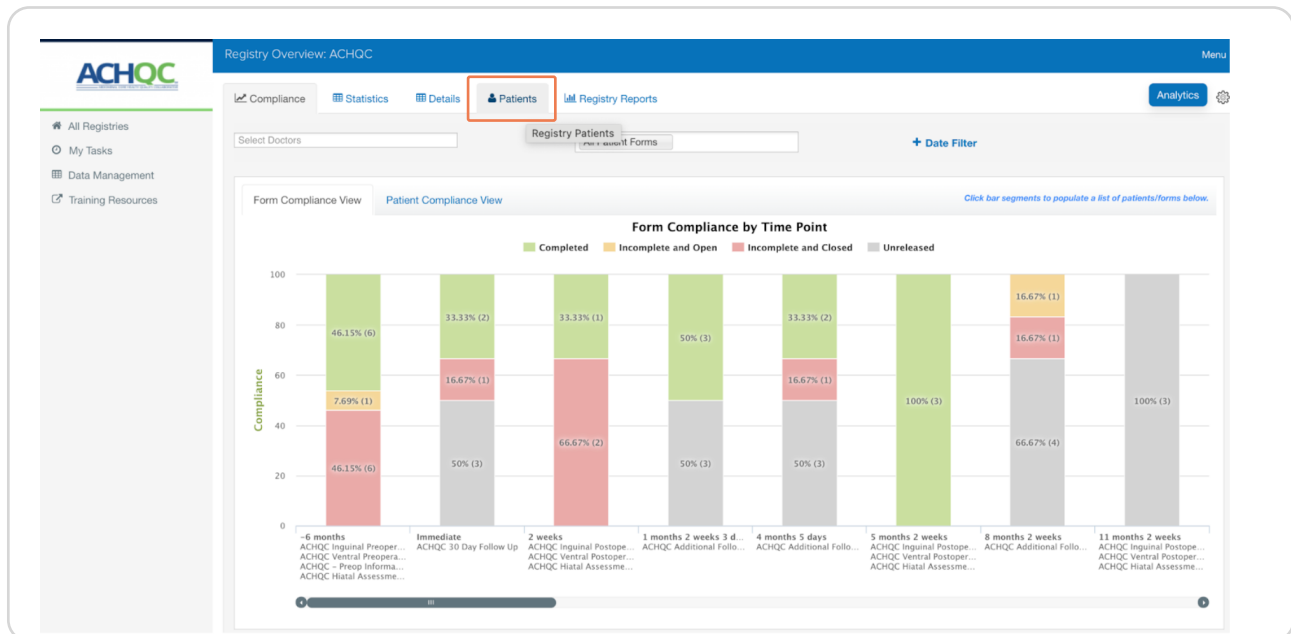 Registry Overview: ACHQC
Menu
ACHQC
Compliance
Statistics
Details
Patients
Registry Reports
Analytics
All Registries
My Tasks
Data Management
Training Resources
Select Doctors
Registry Patients
All Patient Forms
+ Date Filter
Form Compliance View
Patient Compliance View
Click bar segments to populate a list of patients/forms below.
Form Compliance by Time Point
Completed
Incomplete and Open
Incomplete and Closed
Unreleased
Compliance
100
80
60
40
20
0
46.15% (6)
7.69% (1)
46.15% (6)
33.33% (2)
16.67% (1)
50% (3)
33.33% (1)
66.67% (2)
50% (3)
50% (3)
33.33% (2)
16.67% (1)
50% (3)
100% (3)
16.67% (1)
16.67% (1)
66.67% (4)
100% (3)
-6 months
ACHQC Inguinal Preoper...
ACHQC Ventral Preopera...
ACHQC - Preop Informa...
ACHQC Hiatal Assessme...
Immediate
ACHQC 30 Day Follow Up
2 weeks
ACHQC Inguinal Postope...
ACHQC Ventral Postoper...
ACHQC Hiatal Assessme...
1 months 2 weeks 3 d...
ACHQC Additional Follo...
4 months 5 days
ACHQC Additional Follo...
5 months 2 weeks
ACHQC Inguinal Postope...
ACHQC Ventral Postoper...
ACHQC Hiatal Assessme...
8 months 2 weeks
ACHQC Additional Follo...
11 months 2 weeks
ACHQC Inguinal Postope...
ACHQC Ventral Postoper...
ACHQC Hiatal Assessme...